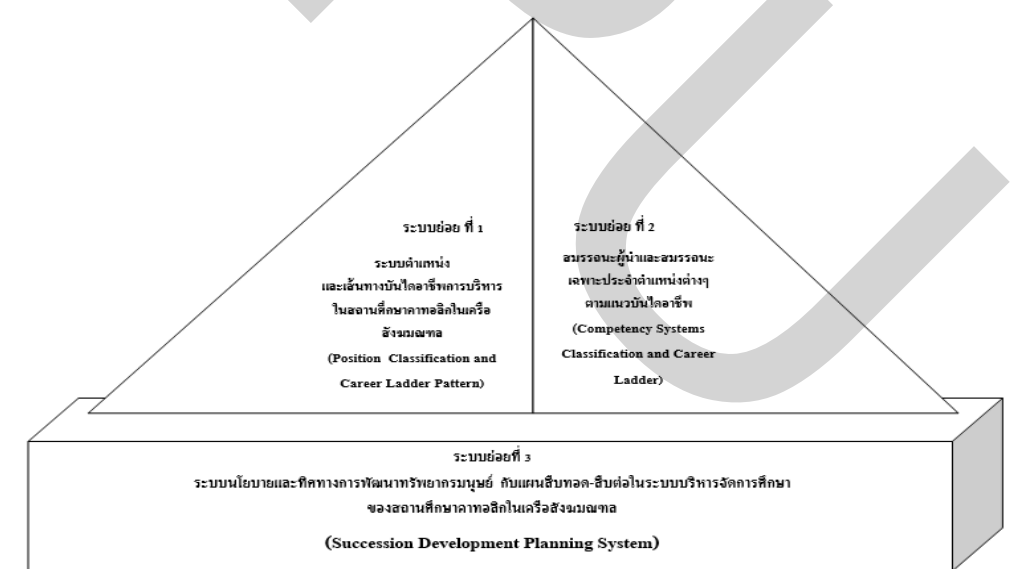 ระบบย่อย ที่ 1
ระบบตำแหน่ง
และเส้นทางบันไดอาชีพการบริหาร
ในสถานศึกษาคาทอลิกในเครือ
สังฆมณฑล
(Position Classification and
Career Ladder Pattern)
ระบบย่อย ที่ 2
สมรรถนะผู้นำและสมรรถนะ
เฉพาะประจำตำแหน่งต่างๆ
ตามแนวบันไดอาชีพ
(Competency Systems
Classification and Career
Ladder)
ระบบย่อยที่ 3
ระบบนโยบายและทิศทางการพัฒนาทรัพยากรมนุษย์ กับแผนสืบทอด-สืบต่อในระบบบริหารจัดการศึกษา
ของสถานศึกษาคาทอลิกในเครือสังฆมณฑล
(Succession Development Planning System)